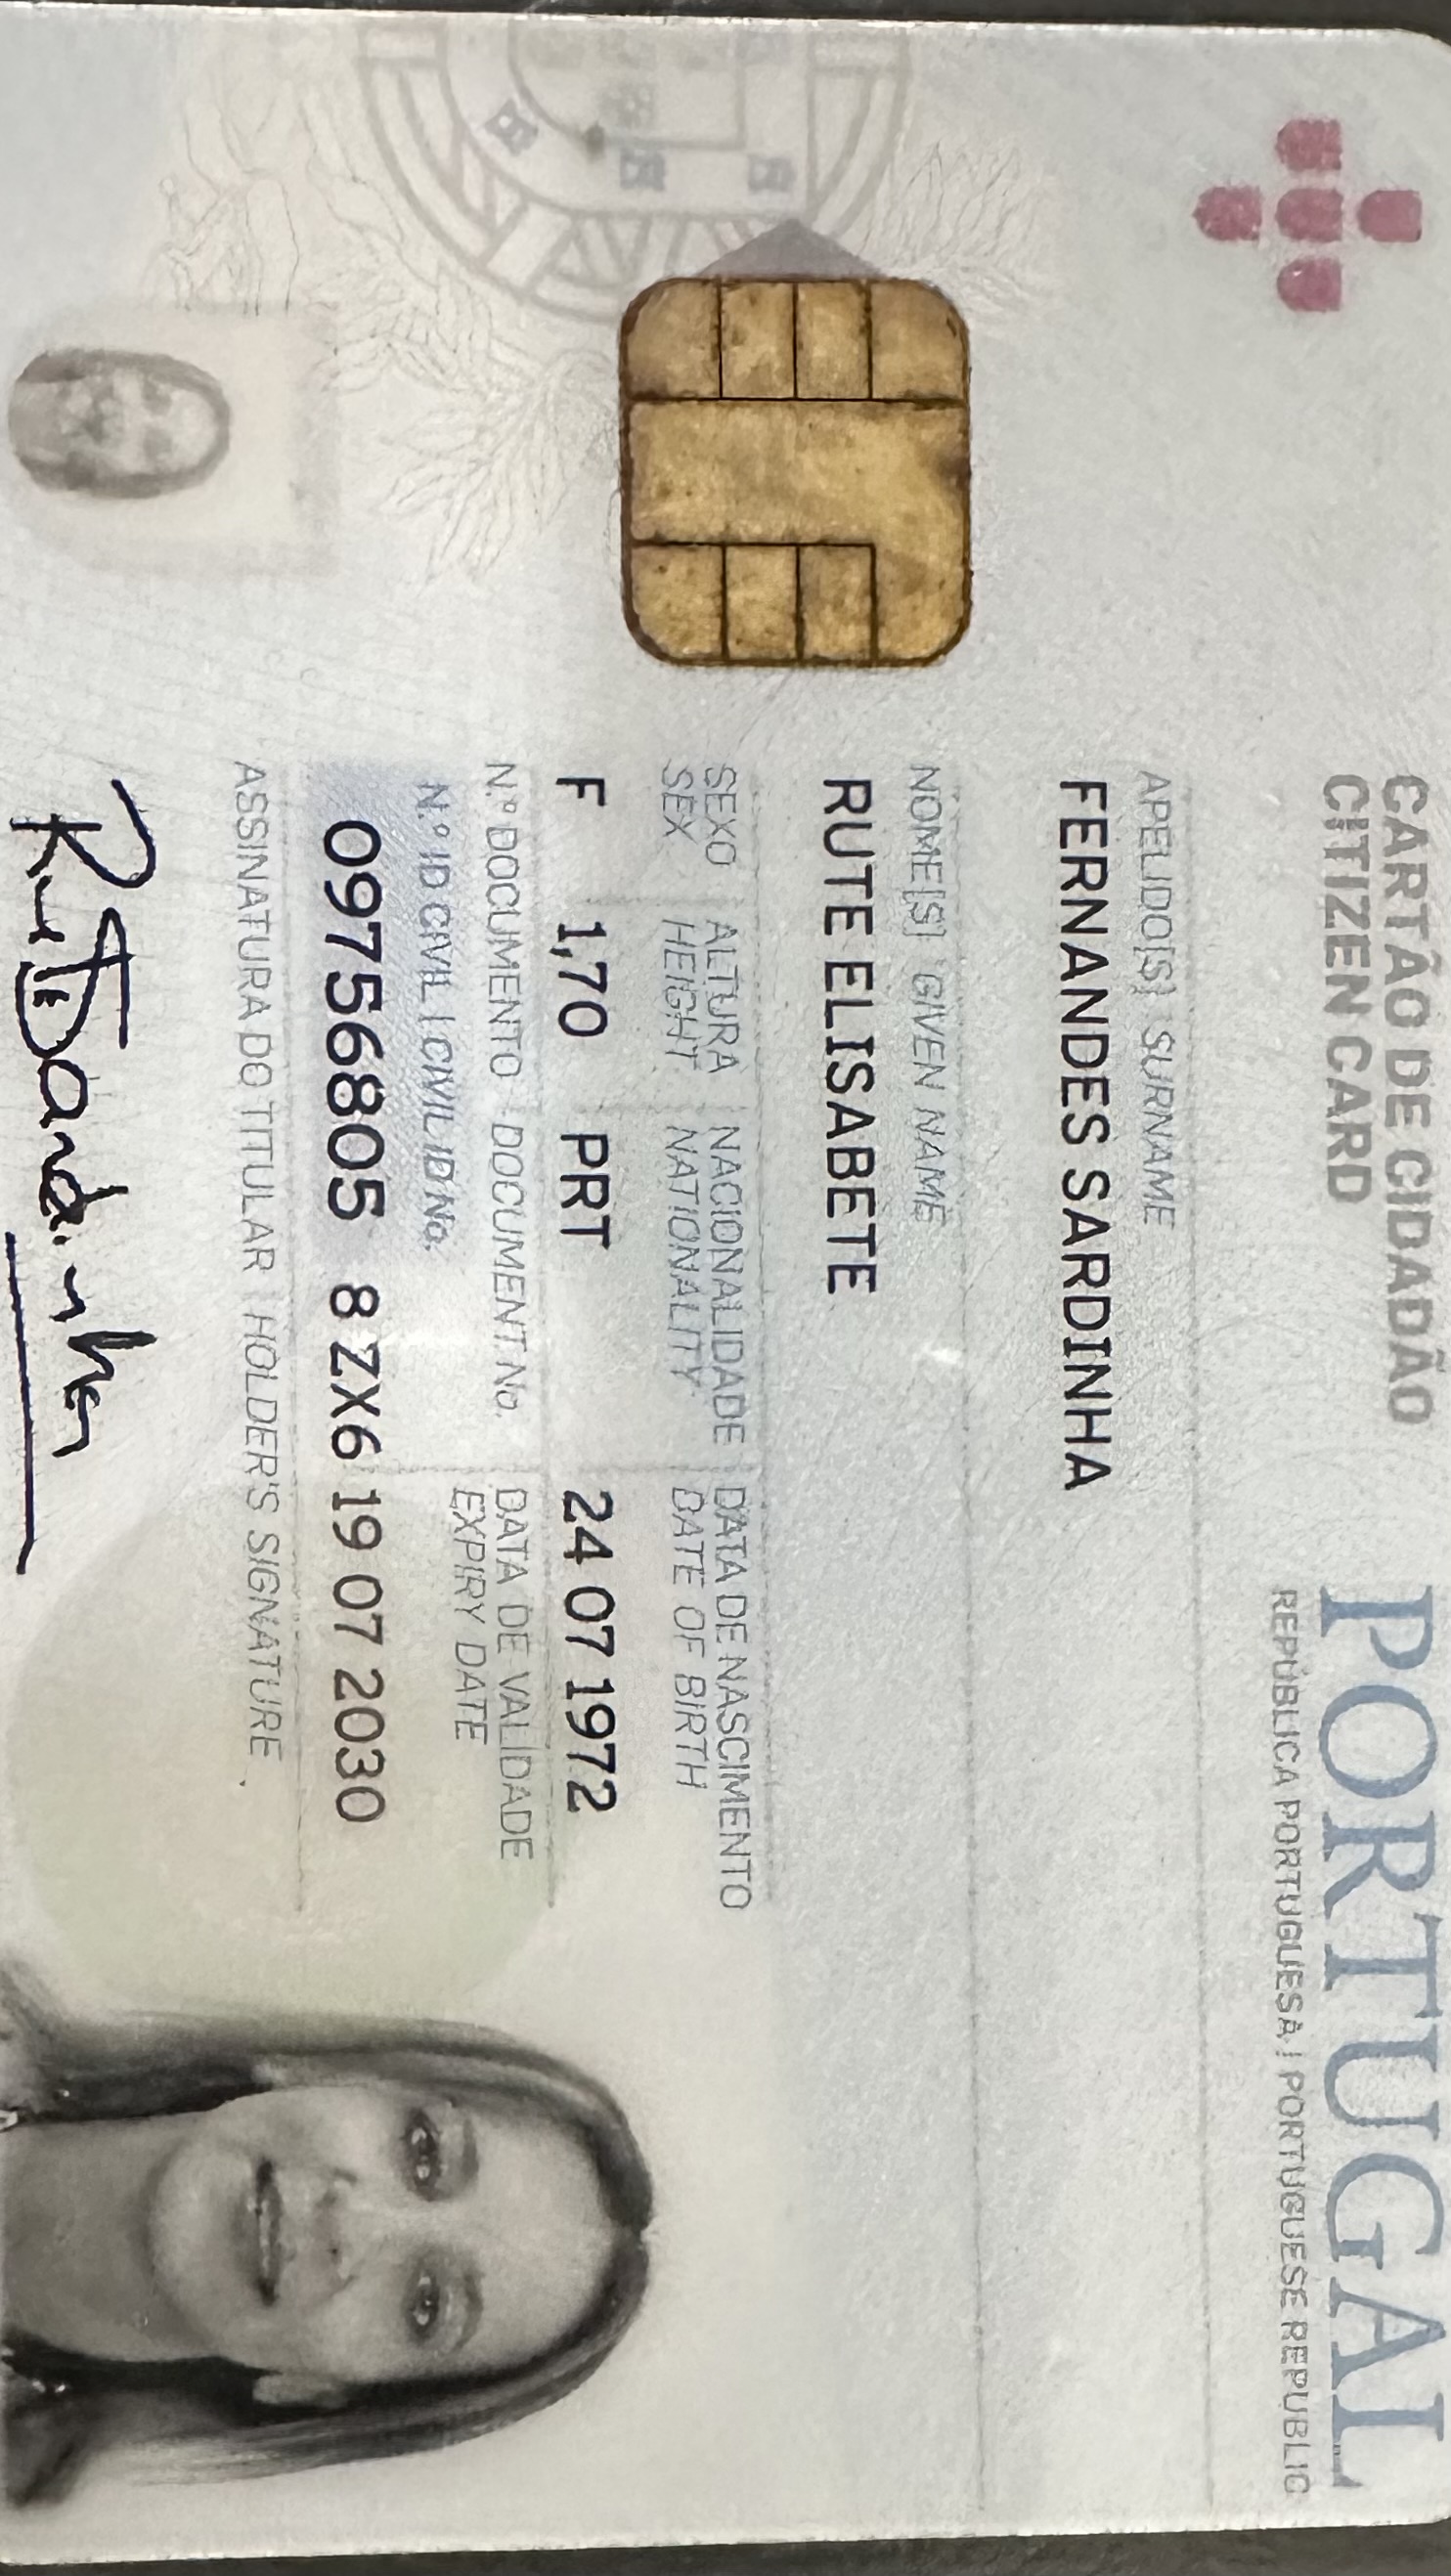 CARTÃO DE CIDADÃO
CITIZEN CARD
PORTUGAL
REPÚBLICA PORTUGUESA | PORTUGUESE REPUBLIC
APELIDO[S] SURNAME
FERNANDES SARDINHA
NOME[S] GIVEN NAME
RUTE ELISABETE
SEXO ALTURA NACIONALIDADE DATA DE NASCIMENTO
SEX HEIGHT NATIONALITY DATE OF BIRTH
F 1,70 PRT 24 07 1972
N.º DOCUMENTO DOCUMENT No. DATA DE VALIDADE
N.º ID CIVIL | CIVIL ID No. EXPIRY DATE
09756805 8 ZX6 19 07 2030
ASSINATURA DO TITULAR HOLDER'S SIGNATURE
Sardinha